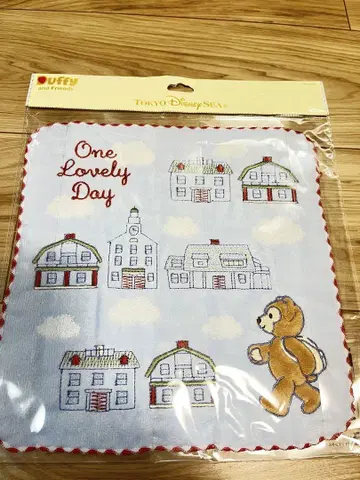 Duffy
and Friends
TOKYO DisneySEA
One
Lovely
Day